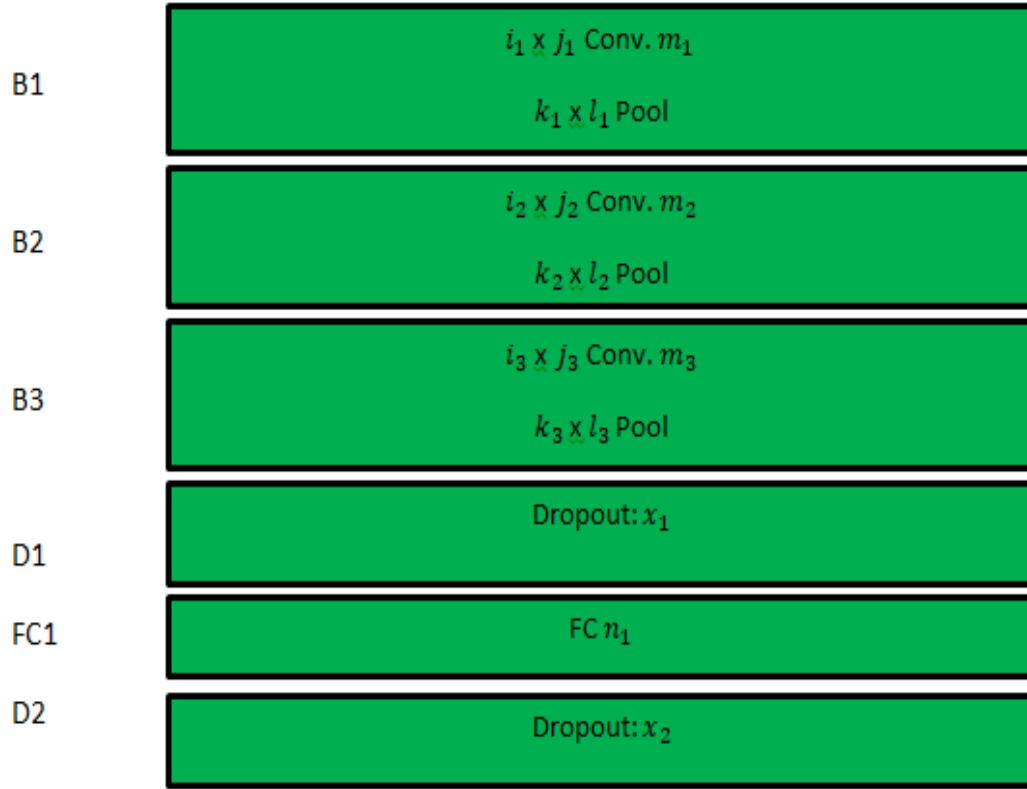 B1
i₁ x j₁ Conv. m₁
k₁ x l₁ Pool
B2
i₂ x j₂ Conv. m₂
k₂ x l₂ Pool
B3
i₃ x j₃ Conv. m₃
k₃ x l₃ Pool
D1
Dropout: x₁
FC1
FC n₁
D2
Dropout: x₂